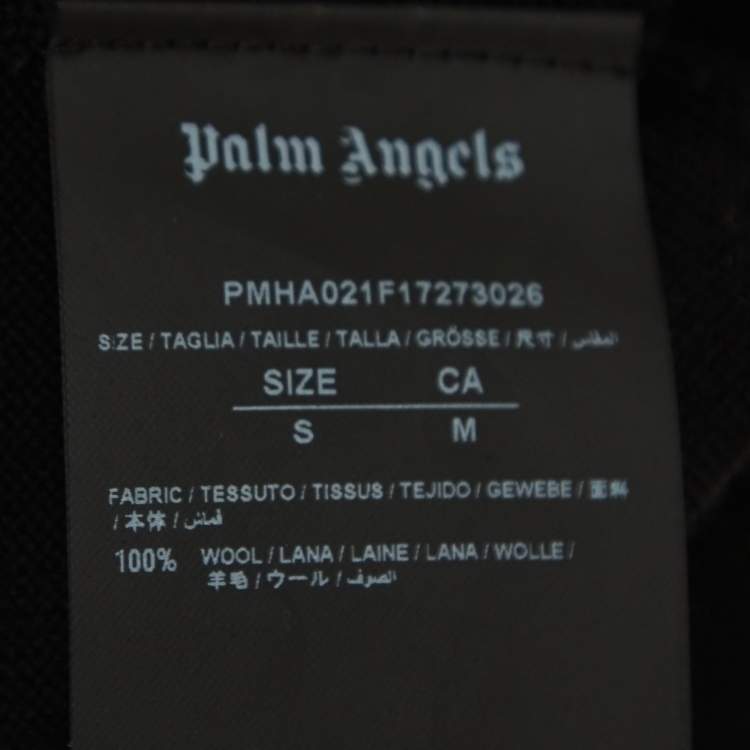 Palm Angels
PMHA021F17273026
SIZE / TAGLIA / TAILLE / TALLA / GRÖSSE / 尺寸 / المقاس
SIZE CA
S M
FABRIC / TESSUTO / TISSUS / TEJIDO / GEWEBE / 面料
/ 本体 / قماش
100% WOOL / LANA / LAINE / LANA / WOLLE /
羊毛 / ウール / الصوف